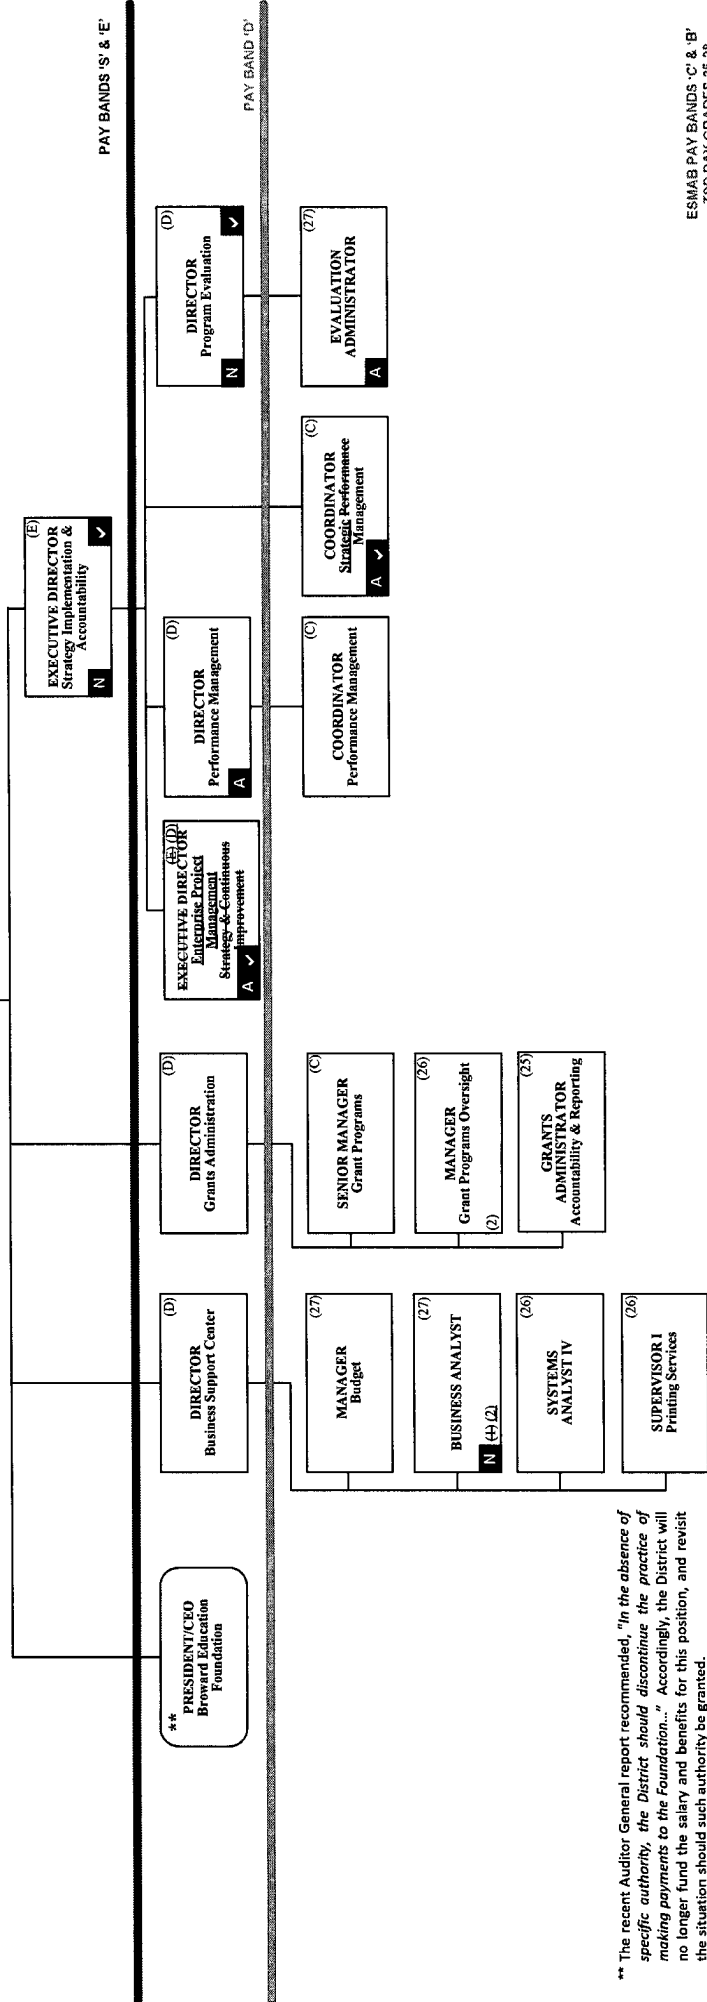 (E)
EXECUTIVE DIRECTOR
Strategy Implementation &
Accountability
N ✓
PAY BANDS 'S' & 'E'
**
PRESIDENT/CEO
Broward Education
Foundation
(D)
DIRECTOR
Business Support Center
(D)
DIRECTOR
Grants Administration
(E) (D)
EXECUTIVE DIRECTOR
Enterprise Project
Management
Strategy & Continuous
Improvement
A ✓
(D)
DIRECTOR
Performance Management
A
(D)
DIRECTOR
Program Evaluation
N ✓
PAY BAND 'D'
(27)
MANAGER
Budget
(27)
BUSINESS ANALYST
N (1) (2)
(26)
SYSTEMS
ANALYST IV
(26)
SUPERVISOR I
Printing Services
(C)
SENIOR MANAGER
Grant Programs
(26)
MANAGER
Grant Programs Oversight
(2)
(25)
GRANTS
ADMINISTRATOR
Accountability & Reporting
(C)
COORDINATOR
Performance Management
(C)
COORDINATOR
Strategic Performance
Management
A ✓
(27)
EVALUATION
ADMINISTRATOR
A
** The recent Auditor General report recommended, "In the absence of
specific authority, the District should discontinue the practice of
making payments to the Foundation..." Accordingly, the District will
no longer fund the salary and benefits for this position, and revisit
the situation should such authority be granted.
ESMAB PAY BANDS 'C' & 'B'